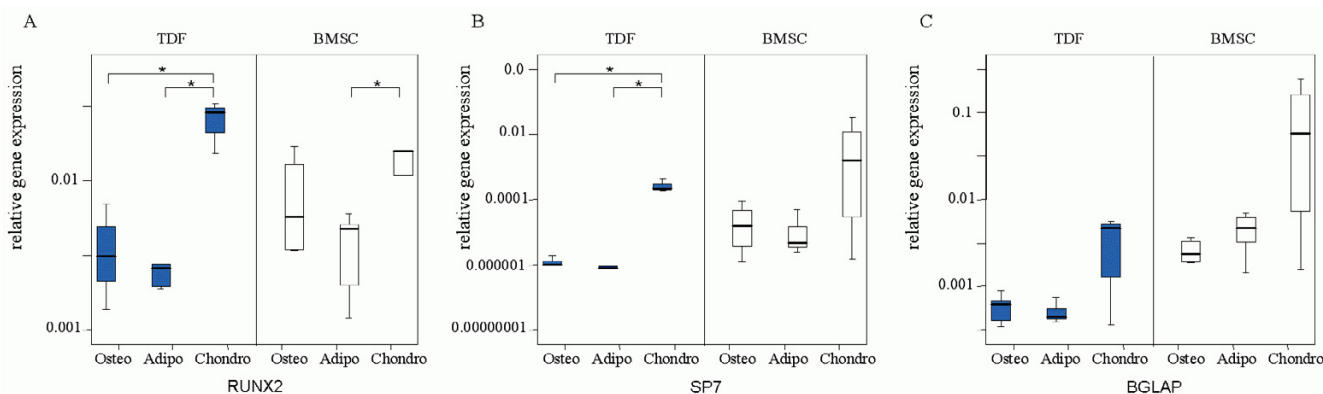 A
TDF BMSC
relative gene expression
0.01
0.001
*
*
*
Osteo Adipo Chondro Osteo Adipo Chondro
RUNX2
B
TDF BMSC
relative gene expression
0.0
0.01
0.0001
0.000001
0.00000001
*
*
Osteo Adipo Chondro Osteo Adipo Chondro
SP7
C
TDF BMSC
relative gene expression
0.1
0.01
0.001
Osteo Adipo Chondro Osteo Adipo Chondro
BGLAP